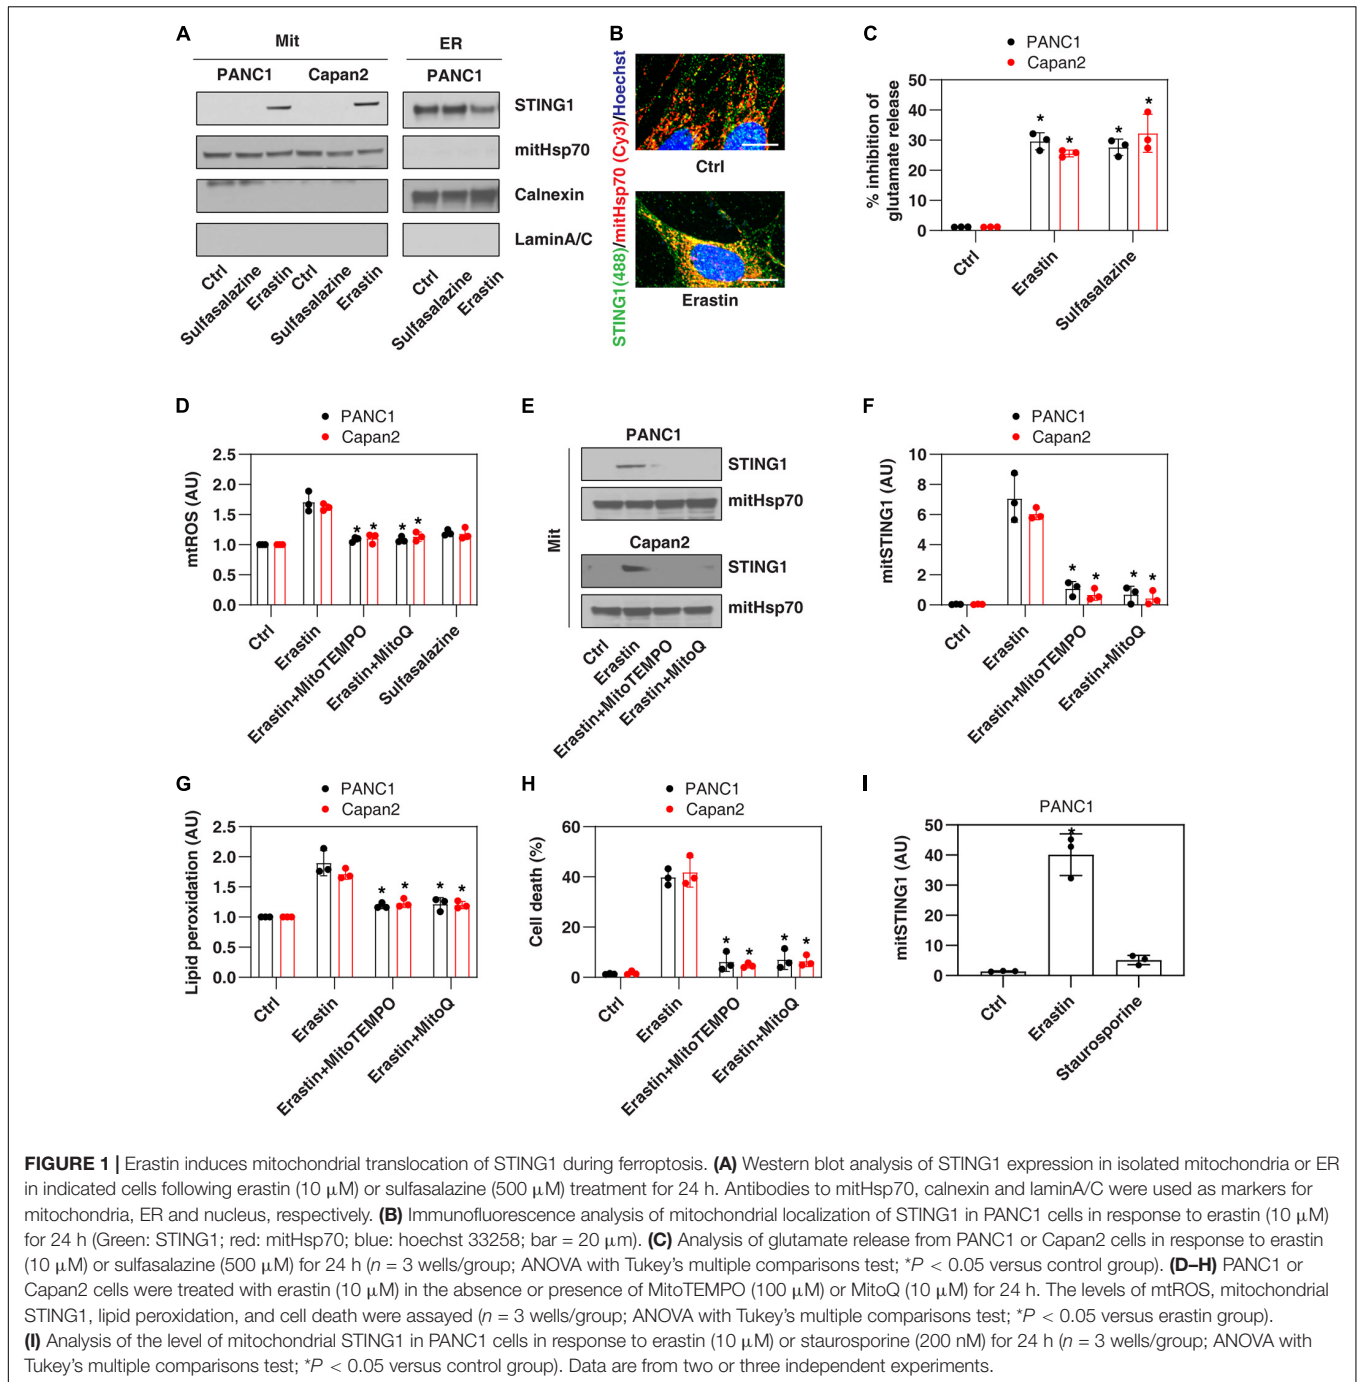 A
Mit
ER
PANC1
Capan2
PANC1
STING1
mitHsp70
Calnexin
LaminA/C
Ctrl
Sulfasalazine
Erastin
Ctrl
Sulfasalazine
Erastin
Ctrl
Sulfasalazine
Erastin
B
STING1(488)/mitHsp70 (Cy3)/Hoechst
Ctrl
Erastin
C
PANC1
Capan2
% inhibition of
glutamate release
50
40
30
20
10
0
* * * *
Ctrl
Erastin
Sulfasalazine
D
PANC1
Capan2
mtROS (AU)
2.5
2.0
1.5
1.0
0.5
0.0
* * * *
Ctrl
Erastin
Erastin+MitoTEMPO
Erastin+MitoQ
Sulfasalazine
E
Mit
PANC1
STING1
mitHsp70
Capan2
STING1
mitHsp70
Ctrl
Erastin
Erastin+MitoTEMPO
Erastin+MitoQ
F
PANC1
Capan2
mitSTING1 (AU)
10
8
6
4
2
0
* * * *
Ctrl
Erastin
Erastin+MitoTEMPO
Erastin+MitoQ
G
PANC1
Capan2
Lipid peroxidation (AU)
2.5
2.0
1.5
1.0
0.5
0.0
* * * *
Ctrl
Erastin
Erastin+MitoTEMPO
Erastin+MitoQ
H
PANC1
Capan2
Cell death (%)
60
40
20
0
* * * *
Ctrl
Erastin
Erastin+MitoTEMPO
Erastin+MitoQ
I
PANC1
mitSTING1 (AU)
50
40
30
20
10
0
*
Ctrl
Erastin
Staurosporine
FIGURE 1 | Erastin induces mitochondrial translocation of STING1 during ferroptosis. (A) Western blot analysis of STING1 expression in isolated mitochondria or ER
in indicated cells following erastin (10 μM) or sulfasalazine (500 μM) treatment for 24 h. Antibodies to mitHsp70, calnexin and laminA/C were used as markers for
mitochondria, ER and nucleus, respectively. (B) Immunofluorescence analysis of mitochondrial localization of STING1 in PANC1 cells in response to erastin (10 μM)
for 24 h (Green: STING1; red: mitHsp70; blue: hoechst 33258; bar = 20 μm). (C) Analysis of glutamate release from PANC1 or Capan2 cells in response to erastin
(10 μM) or sulfasalazine (500 μM) for 24 h (n = 3 wells/group; ANOVA with Tukey's multiple comparisons test; *P < 0.05 versus control group). (D–H) PANC1 or
Capan2 cells were treated with erastin (10 μM) in the absence or presence of MitoTEMPO (100 μM) or MitoQ (10 μM) for 24 h. The levels of mtROS, mitochondrial
STING1, lipid peroxidation, and cell death were assayed (n = 3 wells/group; ANOVA with Tukey's multiple comparisons test; *P < 0.05 versus erastin group).
(I) Analysis of the level of mitochondrial STING1 in PANC1 cells in response to erastin (10 μM) or staurosporine (200 nM) for 24 h (n = 3 wells/group; ANOVA with
Tukey's multiple comparisons test; *P < 0.05 versus control group). Data are from two or three independent experiments.